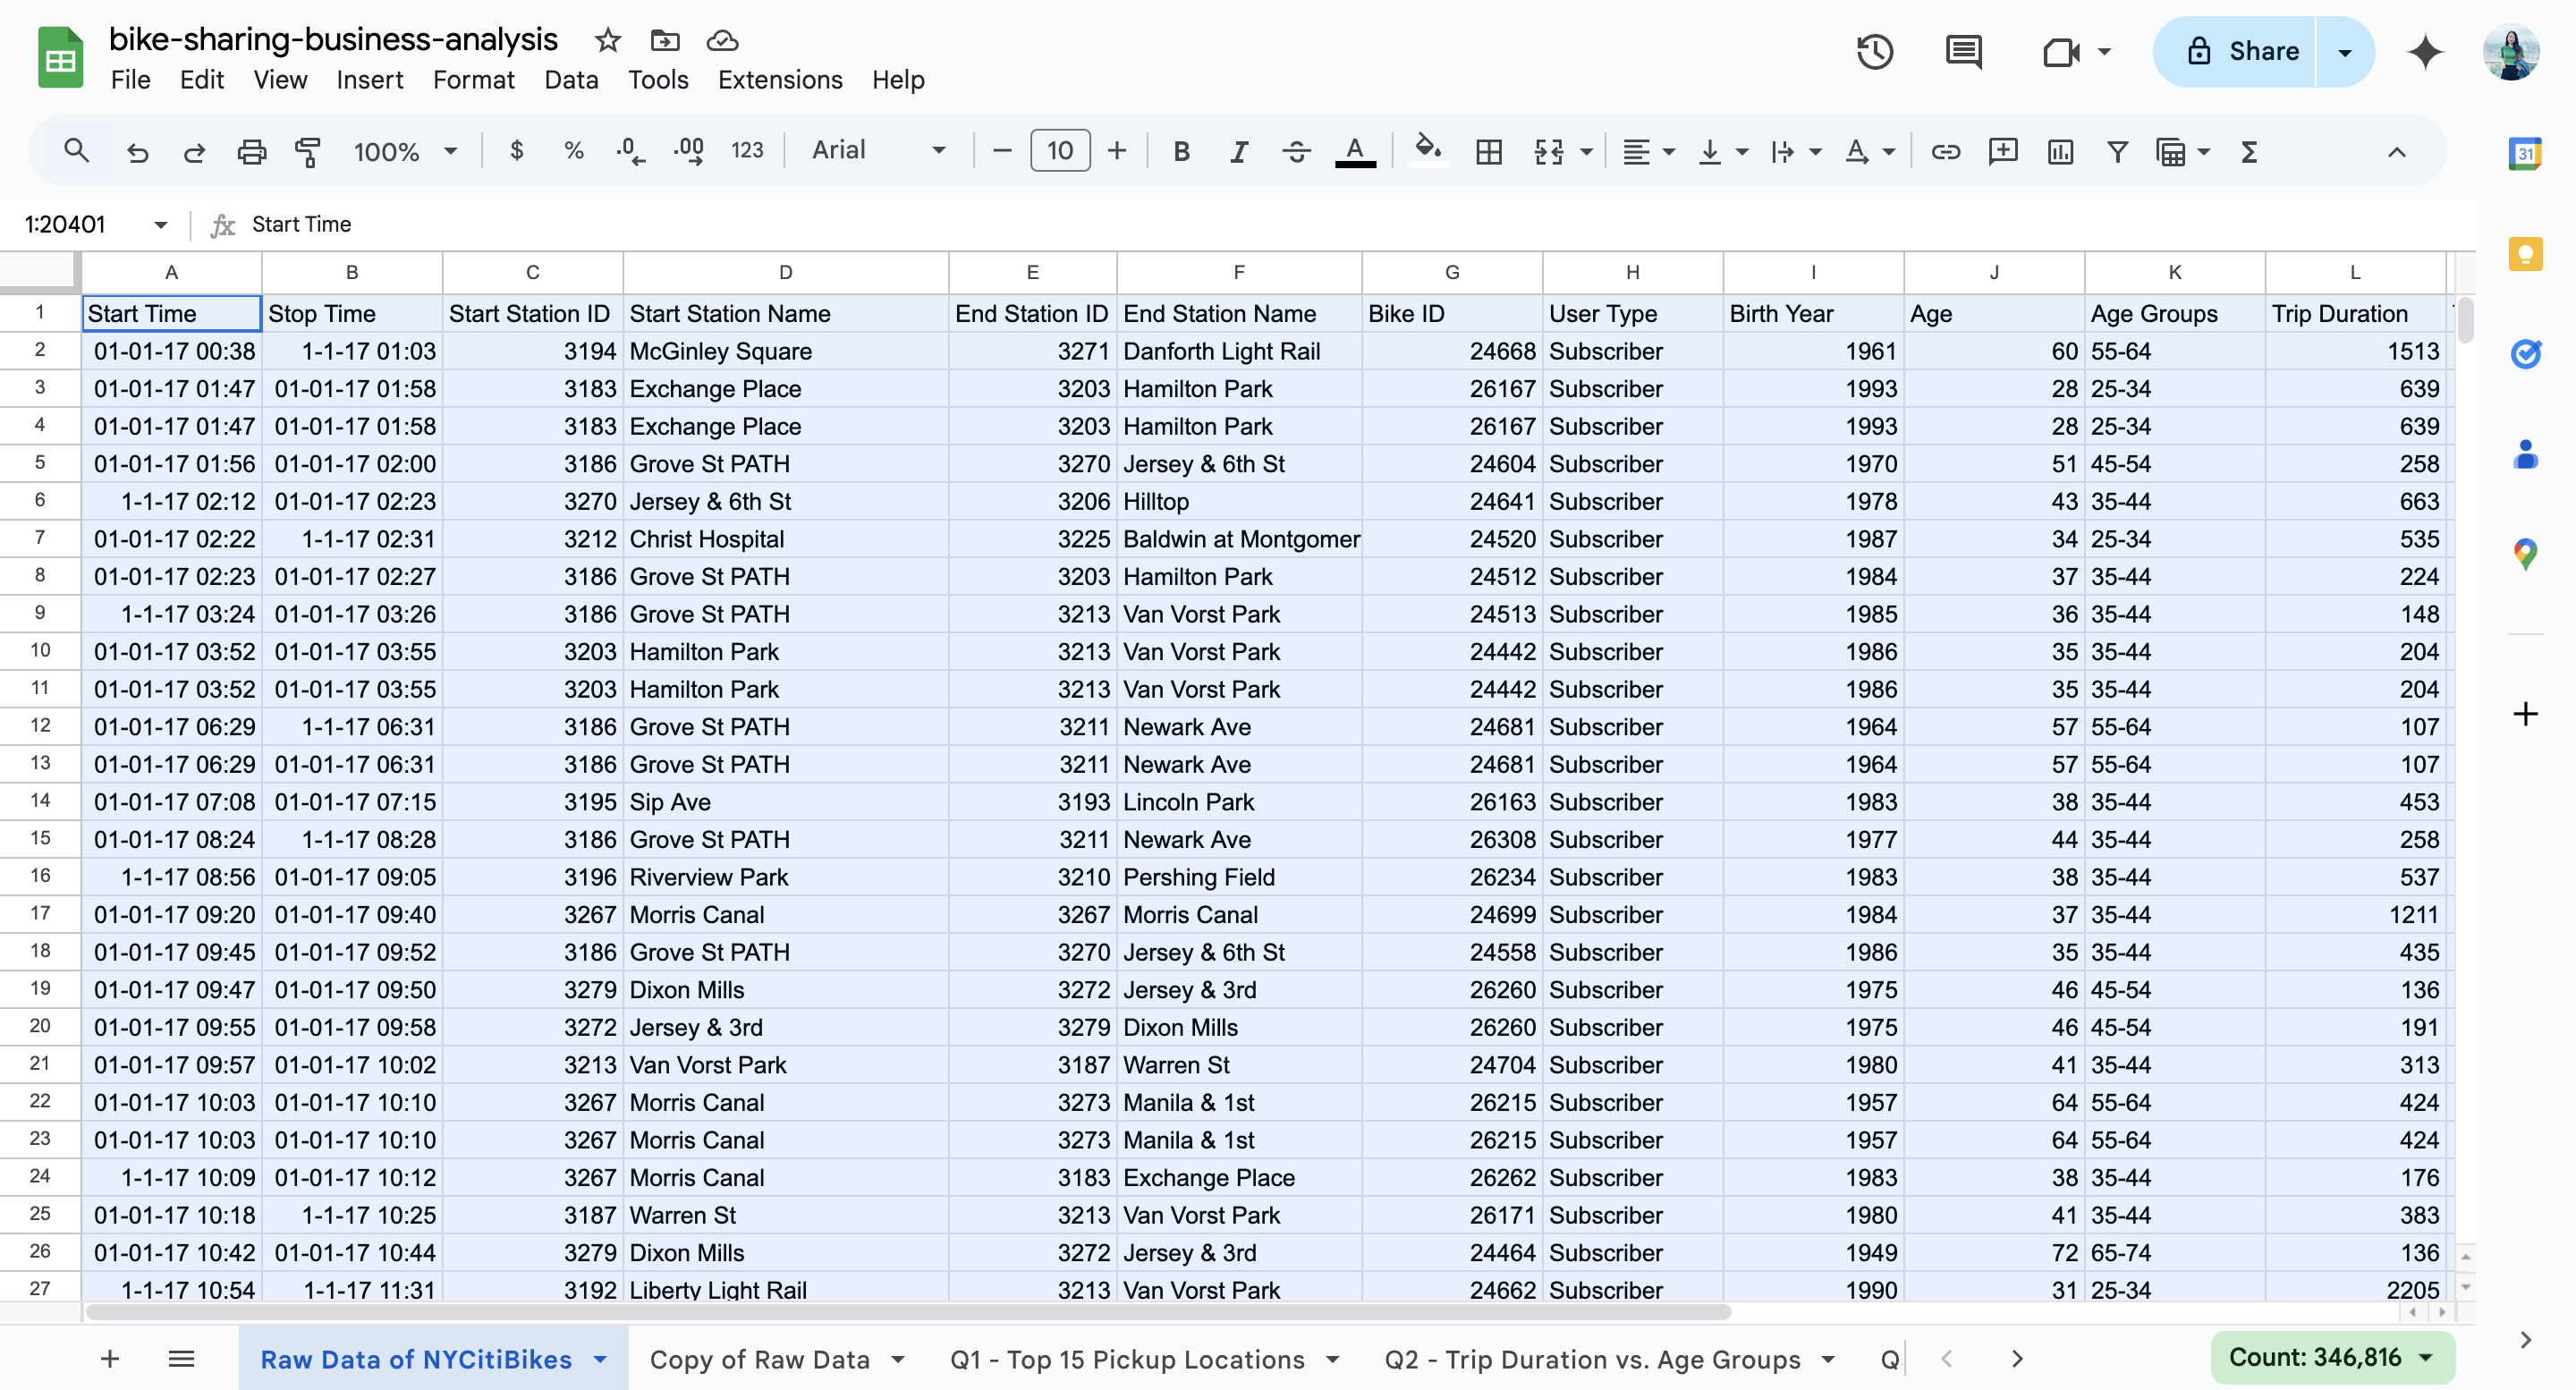 bike-sharing-business-analysis
File Edit View Insert Format Data Tools Extensions Help
Share
100% $ % .0 .00 123 Arial 10 B I A A Σ
31
1:20401 fx Start Time
A B C D E F G H I J K L
1 Start Time Stop Time Start Station ID Start Station Name End Station ID End Station Name Bike ID User Type Birth Year Age Age Groups Trip Duration
2 01-01-17 00:38 1-1-17 01:03 3194 McGinley Square 3271 Danforth Light Rail 24668 Subscriber 1961 60 55-64 1513
3 01-01-17 01:47 01-01-17 01:58 3183 Exchange Place 3203 Hamilton Park 26167 Subscriber 1993 28 25-34 639
4 01-01-17 01:47 01-01-17 01:58 3183 Exchange Place 3203 Hamilton Park 26167 Subscriber 1993 28 25-34 639
5 01-01-17 01:56 01-01-17 02:00 3186 Grove St PATH 3270 Jersey & 6th St 24604 Subscriber 1970 51 45-54 258
6 1-1-17 02:12 01-01-17 02:23 3270 Jersey & 6th St 3206 Hilltop 24641 Subscriber 1978 43 35-44 663
7 01-01-17 02:22 1-1-17 02:31 3212 Christ Hospital 3225 Baldwin at Montgomer 24520 Subscriber 1987 34 25-34 535
8 01-01-17 02:23 01-01-17 02:27 3186 Grove St PATH 3203 Hamilton Park 24512 Subscriber 1984 37 35-44 224
9 1-1-17 03:24 01-01-17 03:26 3186 Grove St PATH 3213 Van Vorst Park 24513 Subscriber 1985 36 35-44 148
10 01-01-17 03:52 01-01-17 03:55 3203 Hamilton Park 3213 Van Vorst Park 24442 Subscriber 1986 35 35-44 204
11 01-01-17 03:52 01-01-17 03:55 3203 Hamilton Park 3213 Van Vorst Park 24442 Subscriber 1986 35 35-44 204
12 01-01-17 06:29 1-1-17 06:31 3186 Grove St PATH 3211 Newark Ave 24681 Subscriber 1964 57 55-64 107
13 01-01-17 06:29 01-01-17 06:31 3186 Grove St PATH 3211 Newark Ave 24681 Subscriber 1964 57 55-64 107
14 01-01-17 07:08 01-01-17 07:15 3195 Sip Ave 3193 Lincoln Park 26163 Subscriber 1983 38 35-44 453
15 01-01-17 08:24 1-1-17 08:28 3186 Grove St PATH 3211 Newark Ave 26308 Subscriber 1977 44 35-44 258
16 1-1-17 08:56 01-01-17 09:05 3196 Riverview Park 3210 Pershing Field 26234 Subscriber 1983 38 35-44 537
17 01-01-17 09:20 01-01-17 09:40 3267 Morris Canal 3267 Morris Canal 24699 Subscriber 1984 37 35-44 1211
18 01-01-17 09:45 01-01-17 09:52 3186 Grove St PATH 3270 Jersey & 6th St 24558 Subscriber 1986 35 35-44 435
19 01-01-17 09:47 01-01-17 09:50 3279 Dixon Mills 3272 Jersey & 3rd 26260 Subscriber 1975 46 45-54 136
20 01-01-17 09:55 01-01-17 09:58 3272 Jersey & 3rd 3279 Dixon Mills 26260 Subscriber 1975 46 45-54 191
21 01-01-17 09:57 01-01-17 10:02 3213 Van Vorst Park 3187 Warren St 24704 Subscriber 1980 41 35-44 313
22 01-01-17 10:03 01-01-17 10:10 3267 Morris Canal 3273 Manila & 1st 26215 Subscriber 1957 64 55-64 424
23 01-01-17 10:03 01-01-17 10:10 3267 Morris Canal 3273 Manila & 1st 26215 Subscriber 1957 64 55-64 424
24 1-1-17 10:09 01-01-17 10:12 3267 Morris Canal 3183 Exchange Place 26262 Subscriber 1983 38 35-44 176
25 01-01-17 10:18 1-1-17 10:25 3187 Warren St 3213 Van Vorst Park 26171 Subscriber 1980 41 35-44 383
26 01-01-17 10:42 01-01-17 10:44 3279 Dixon Mills 3272 Jersey & 3rd 24464 Subscriber 1949 72 65-74 136
27 1-1-17 10:54 1-1-17 11:31 3192 Liberty Light Rail 3213 Van Vorst Park 24662 Subscriber 1990 31 25-34 2205
Raw Data of NYCitiBikes Copy of Raw Data Q1 - Top 15 Pickup Locations Q2 - Trip Duration vs. Age Groups Q Count: 346,816